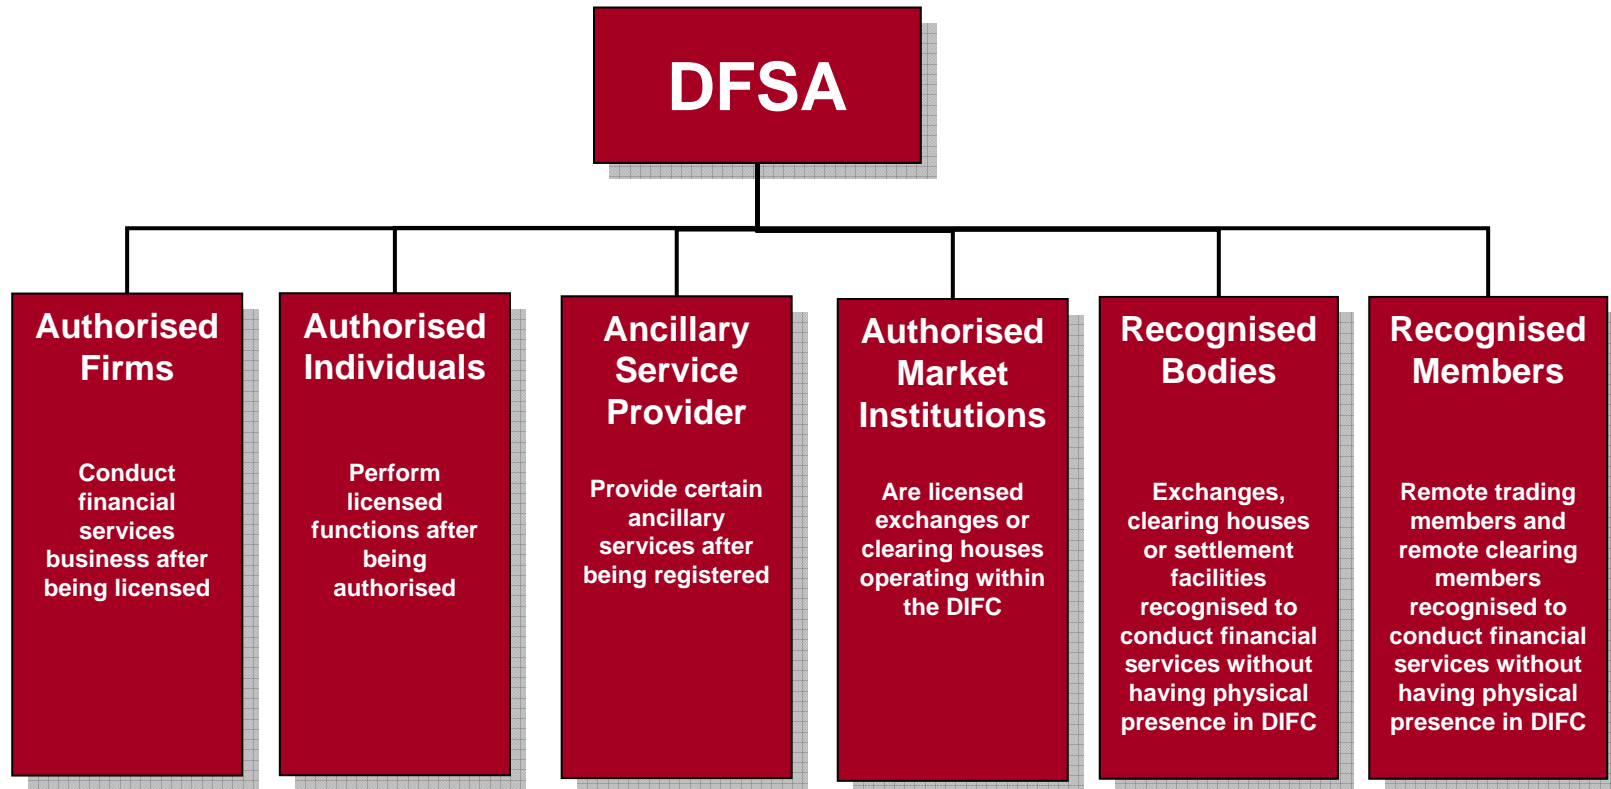 DFSA
Authorised
Firms
Conduct
financial
services
business after
being licensed
Authorised
Individuals
Perform
licensed
functions after
being
authorised
Ancillary
Service
Provider
Provide certain
ancillary
services after
being registered
Authorised
Market
Institutions
Are licensed
exchanges or
clearing houses
operating within
the DIFC
Recognised
Bodies
Exchanges,
clearing houses
or settlement
facilities
recognised to
conduct financial
services without
having physical
presence in DIFC
Recognised
Members
Remote trading
members and
remote clearing
members
recognised to
conduct financial
services without
having physical
presence in DIFC